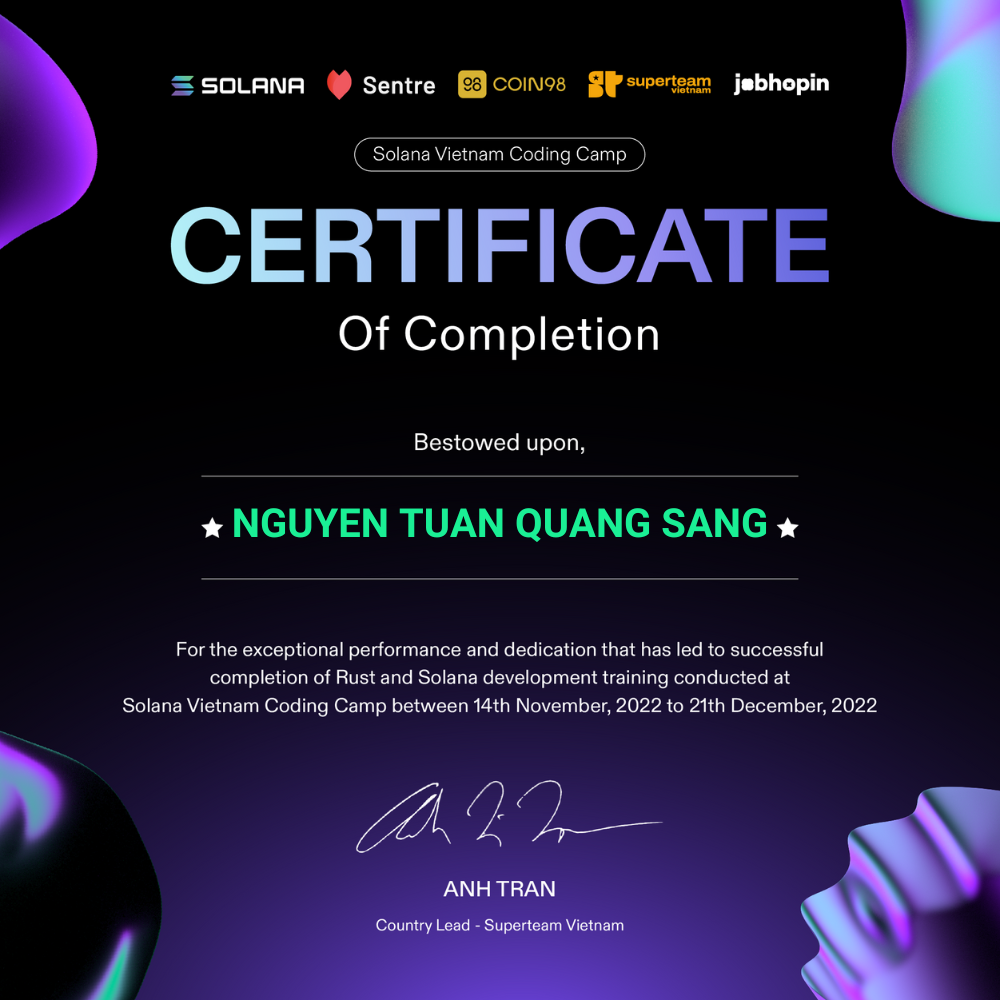 SOLANA Sentre 98 COIN98 superteam vietnam jobhopin
Solana Vietnam Coding Camp
CERTIFICATE
Of Completion
Bestowed upon,
NGUYEN TUAN QUANG SANG
For the exceptional performance and dedication that has led to successful
completion of Rust and Solana development training conducted at
Solana Vietnam Coding Camp between 14th November, 2022 to 21th December, 2022
ANH TRAN
Country Lead - Superteam Vietnam